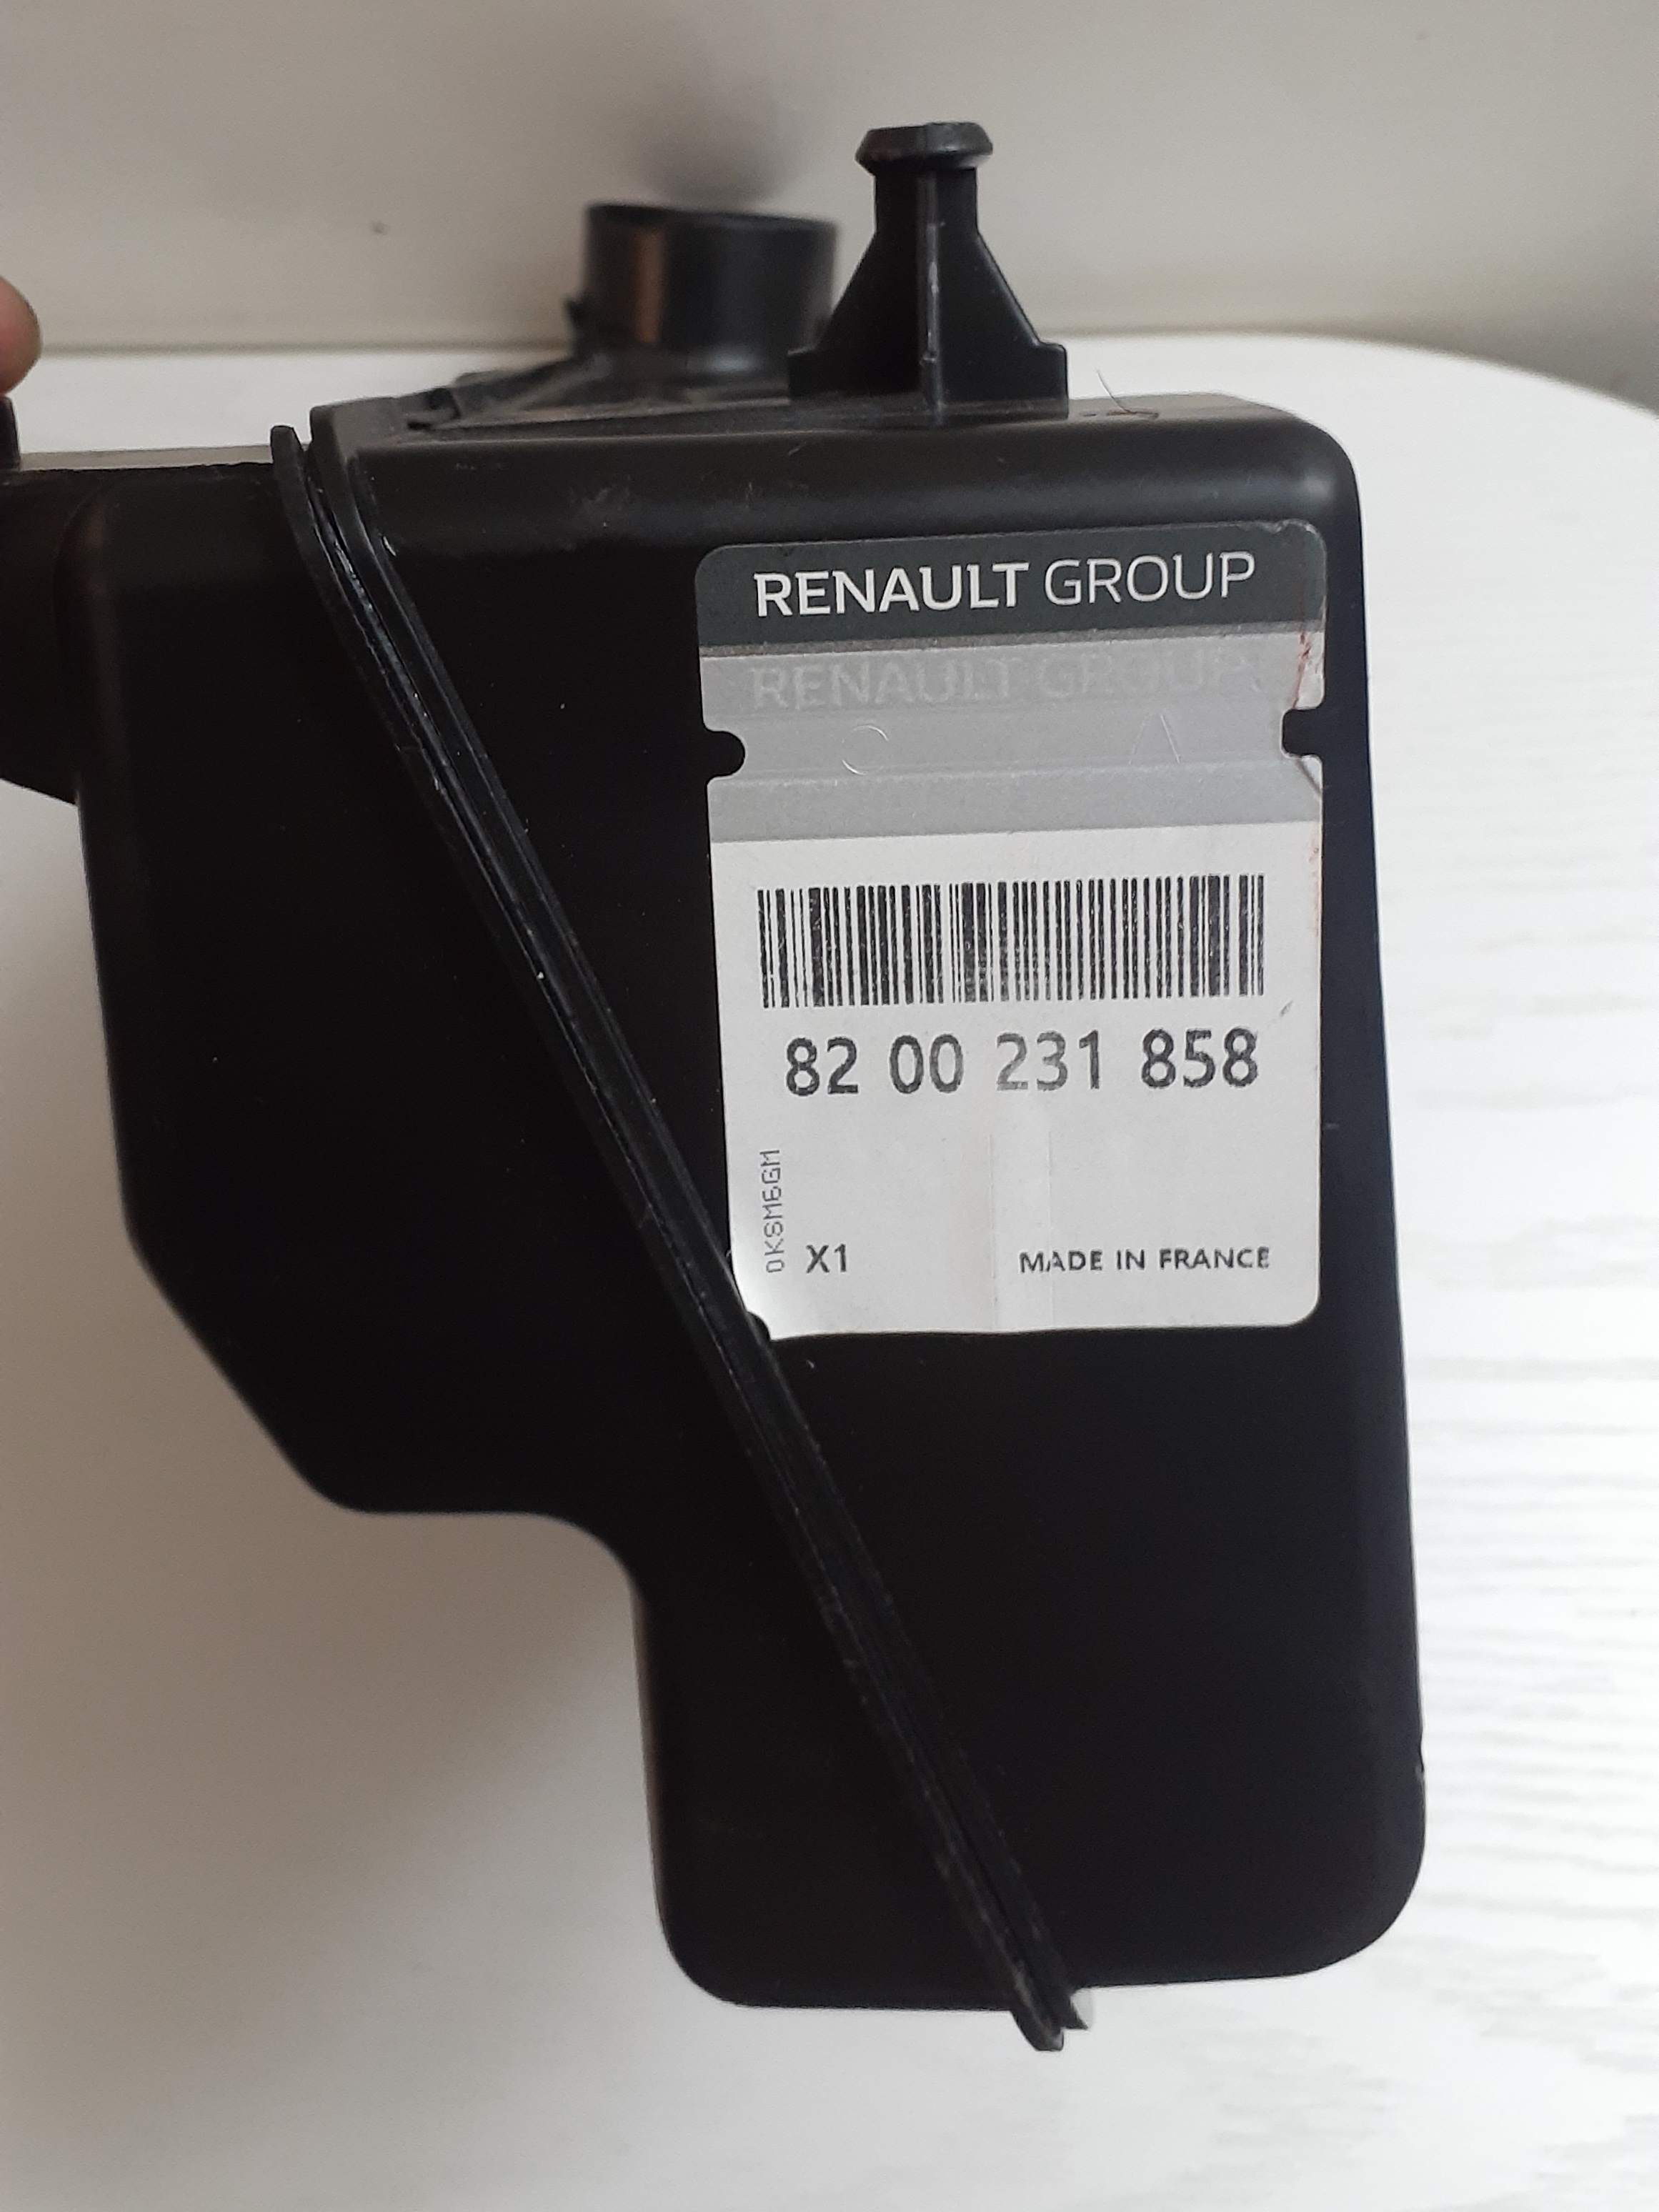 RENAULT GROUP
RENAULT GROUP
82 00 231 858
0KSM6GM
X1
MADE IN FRANCE